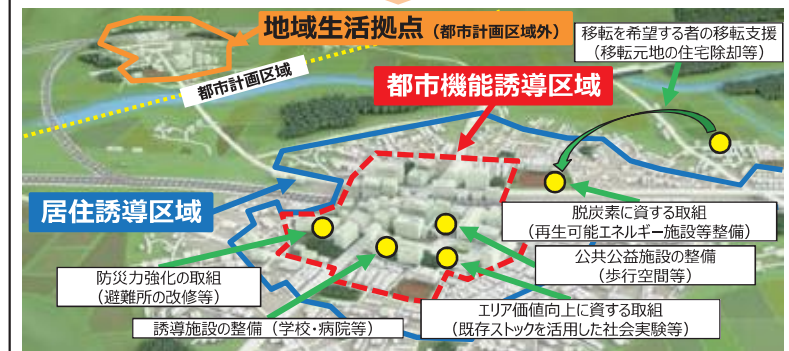 地域生活拠点（都市計画区域外）
移転を希望する者の移転支援
（移転元地の住宅除却等）
都市計画区域
都市機能誘導区域
居住誘導区域
脱炭素に資する取組
（再生可能エネルギー施設等整備）
公共公益施設の整備
（歩行空間等）
防災力強化の取組
（避難所の改修等）
エリア価値向上に資する取組
（既存ストックを活用した社会実験等）
誘導施設の整備（学校・病院等）